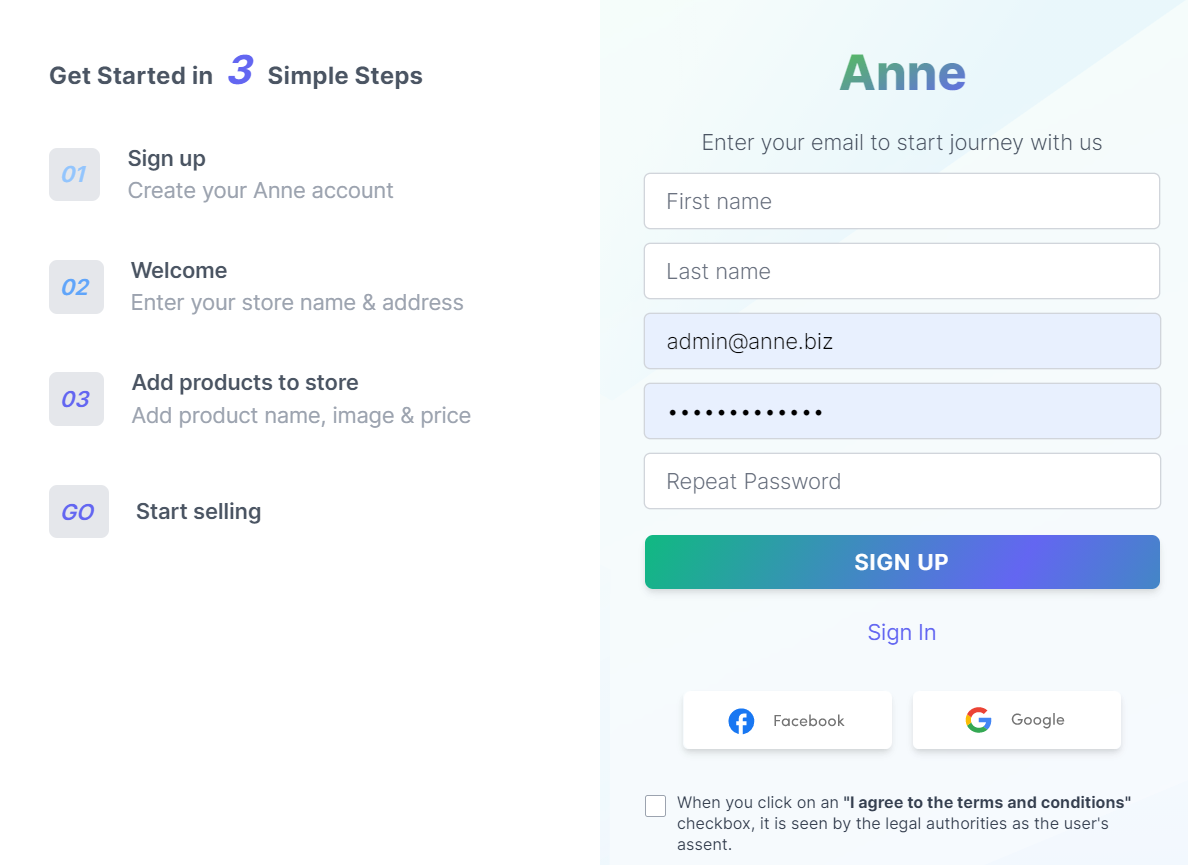 Get Started in 3 Simple Steps
01
Sign up
Create your Anne account
02
Welcome
Enter your store name & address
03
Add products to store
Add product name, image & price
GO
Start selling
Anne
Enter your email to start journey with us
First name
Last name
admin@anne.biz
•••••••••••••
Repeat Password
SIGN UP
Sign In
Facebook
Google
When you click on an "I agree to the terms and conditions"
checkbox, it is seen by the legal authorities as the user's
assent.